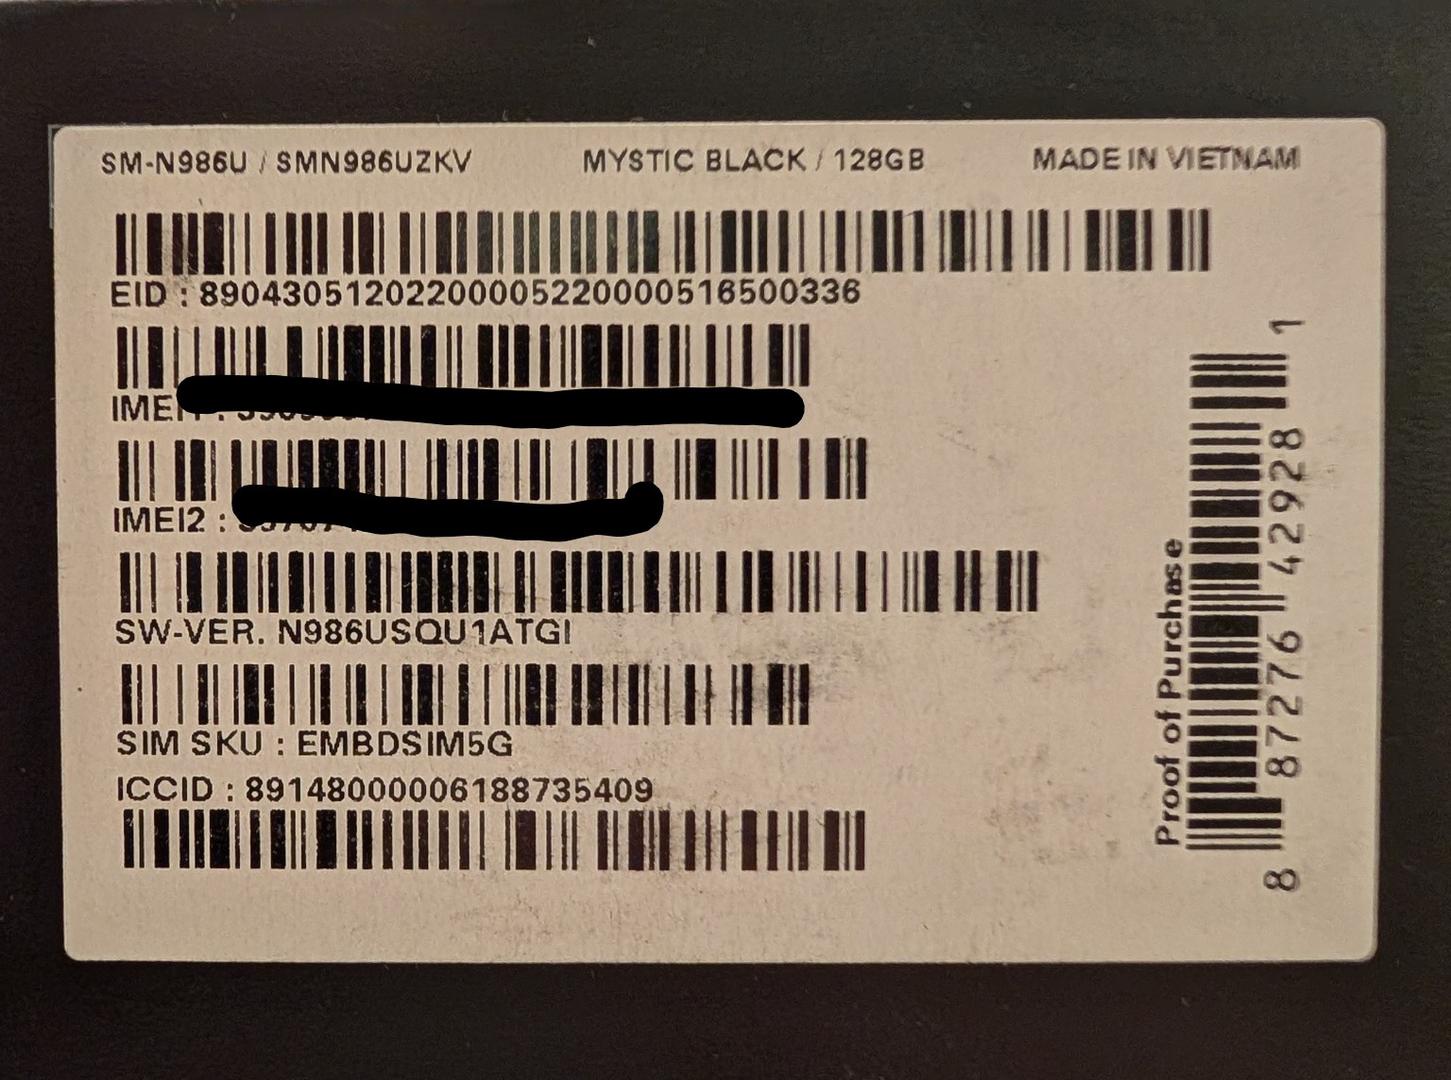 SM-N986U / SMN986UZKV MYSTIC BLACK / 128GB MADE IN VIETNAM
EID : 89043051202200005220000516500336
IMEI1 :
IMEI2 :
SW-VER. N986USQU1ATGI
SIM SKU : EMBDSIM5G
ICCID : 89148000006188735409
Proof of Purchase
8 87276 42928 1